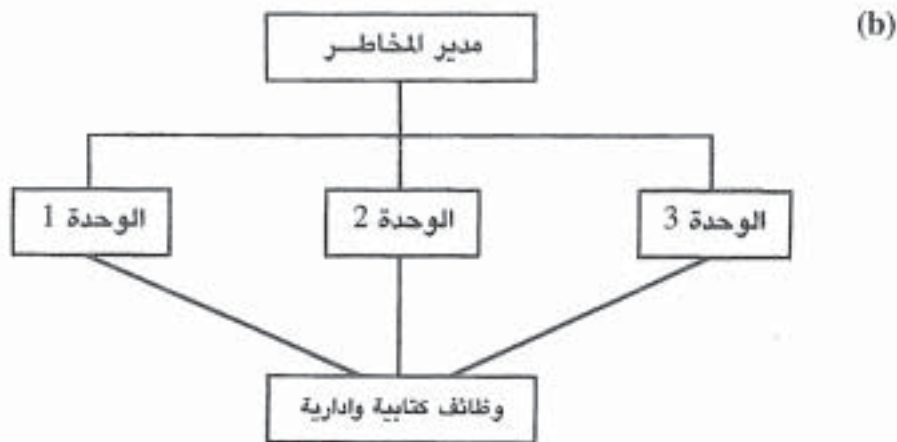 (b)
مدير المخاطر
الوحدة 1
الوحدة 2
الوحدة 3
وظائف كتابية وادارية